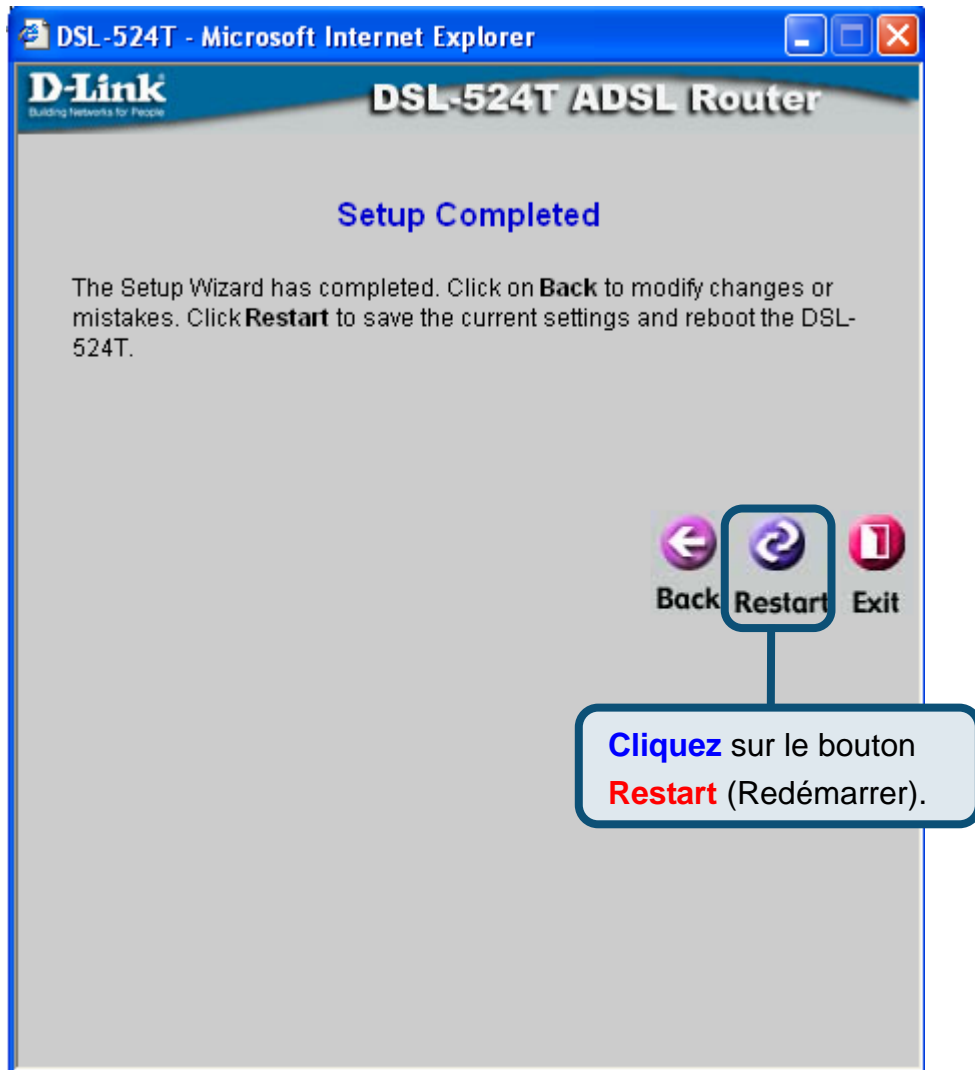 DSL-524T - Microsoft Internet Explorer
D-Link
Building Networks for People
DSL-524T ADSL Router
Setup Completed
The Setup Wizard has completed. Click on Back to modify changes or
mistakes. Click Restart to save the current settings and reboot the DSL-
524T.
Back Restart Exit
Cliquez sur le bouton
Restart (Redémarrer).